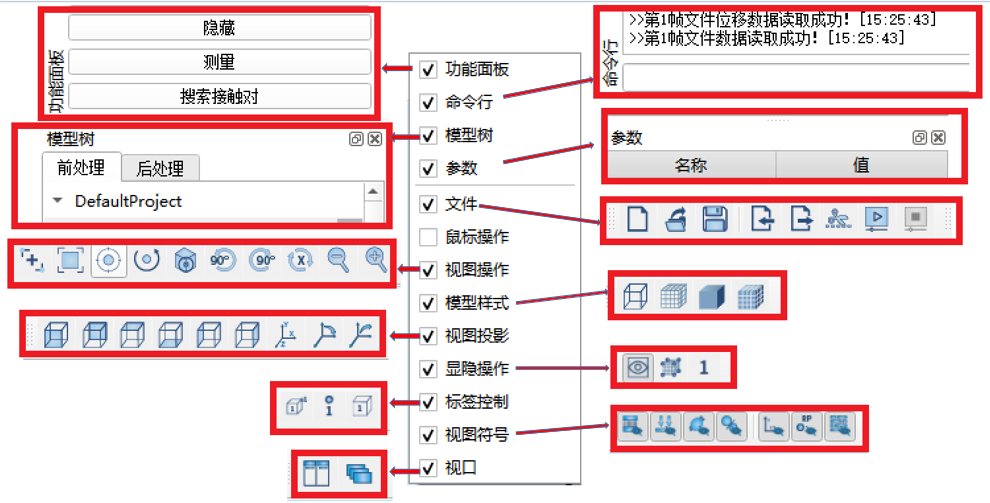 功能面板
隐藏
测量
搜索接触对
模型树
前处理
后处理
DefaultProject
90°
90°
X
Y
X
Z
1
1
1
功能面板
命令行
模型树
参数
文件
鼠标操作
视图操作
模型样式
视图投影
显隐操作
标签控制
视图符号
视口
命令行
>>第1帧文件位移数据读取成功! [15:25:43]
>>第1帧文件数据读取成功! [15:25:43]
参数
名称
值
1
RP